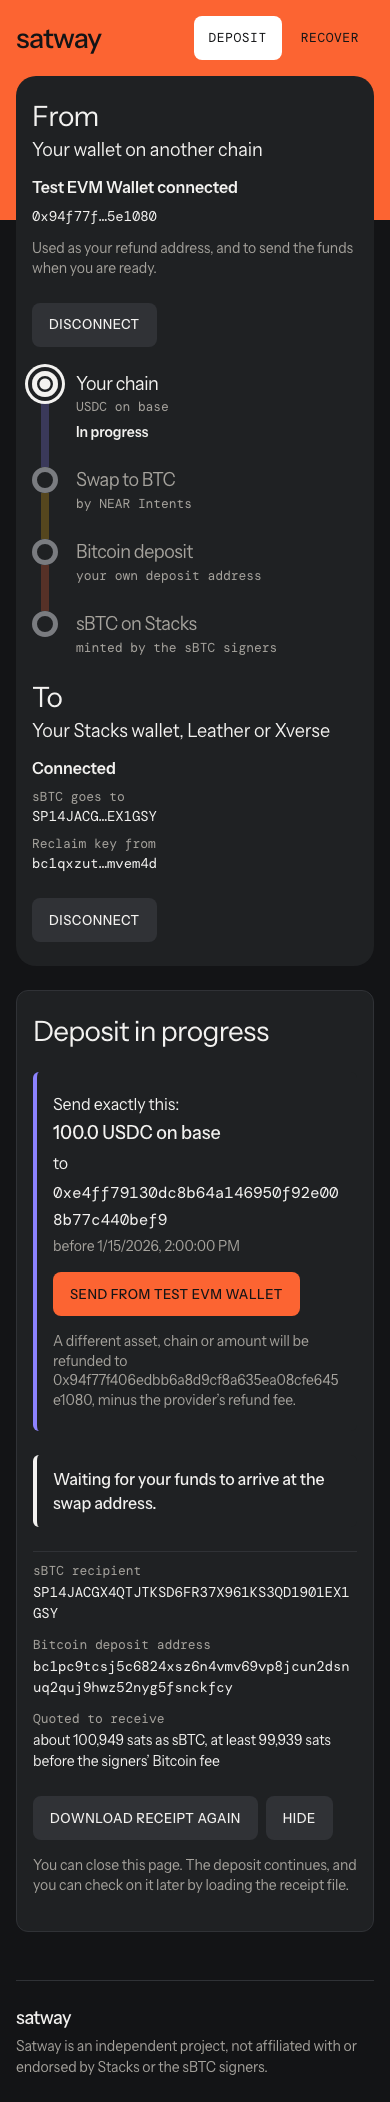 satway
DEPOSIT
RECOVER
From
Your wallet on another chain
Test EVM Wallet connected
0x94f77f…5e1080
Used as your refund address, and to send the funds
when you are ready.
DISCONNECT
Your chain
USDC on base
In progress
Swap to BTC
by NEAR Intents
Bitcoin deposit
your own deposit address
sBTC on Stacks
minted by the sBTC signers
To
Your Stacks wallet, Leather or Xverse
Connected
sBTC goes to
SP14JACG…EX1GSY
Reclaim key from
bc1qxzut…mvem4d
DISCONNECT
Deposit in progress
Send exactly this:
100.0 USDC on base
to
0xe4ff79130dc8b64a146950f92e00
8b77c440bef9
before 1/15/2026, 2:00:00 PM
SEND FROM TEST EVM WALLET
A different asset, chain or amount will be
refunded to
0x94f77f406edbb6a8d9cf8a635ea08cfe645
e1080, minus the provider’s refund fee.
Waiting for your funds to arrive at the
swap address.
sBTC recipient
SP14JACGX4QTJTKSD6FR37X961KS3QD1901EX1
GSY
Bitcoin deposit address
bc1pc9tcsj5c6824xsz6n4vmv69vp8jcun2dsn
uq2quj9hwz52nyg5fsnckfcy
Quoted to receive
about 100,949 sats as sBTC, at least 99,939 sats
before the signers’ Bitcoin fee
DOWNLOAD RECEIPT AGAIN
HIDE
You can close this page. The deposit continues, and
you can check on it later by loading the receipt file.
satway
Satway is an independent project, not affiliated with or
endorsed by Stacks or the sBTC signers.